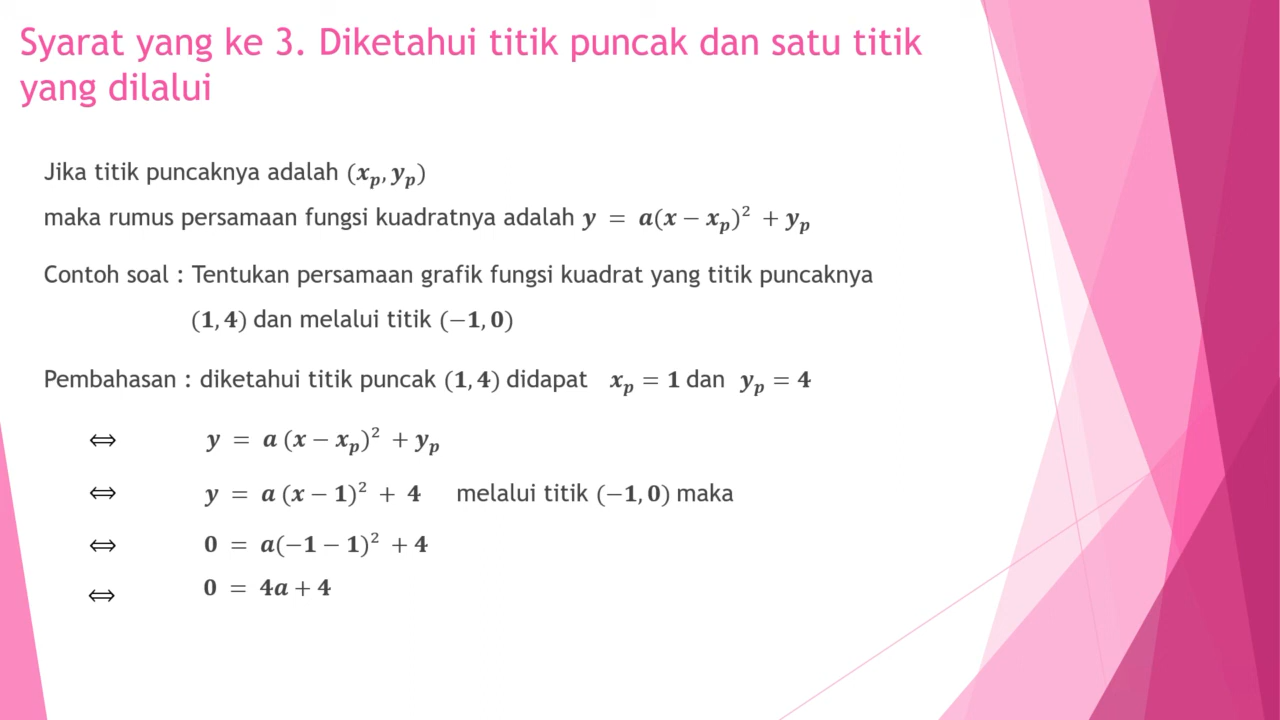 Syarat yang ke 3. Diketahui titik puncak dan satu titik
yang dilalui
Jika titik puncaknya adalah (xₚ, yₚ)
maka rumus persamaan fungsi kuadratnya adalah y = a(x − xₚ)² + yₚ
Contoh soal : Tentukan persamaan grafik fungsi kuadrat yang titik puncaknya
(1, 4) dan melalui titik (−1, 0)
Pembahasan : diketahui titik puncak (1, 4) didapat xₚ = 1 dan yₚ = 4
⇔ y = a (x − xₚ)² + yₚ
⇔ y = a (x − 1)² + 4 melalui titik (−1, 0) maka
⇔ 0 = a(−1 − 1)² + 4
⇔ 0 = 4a + 4